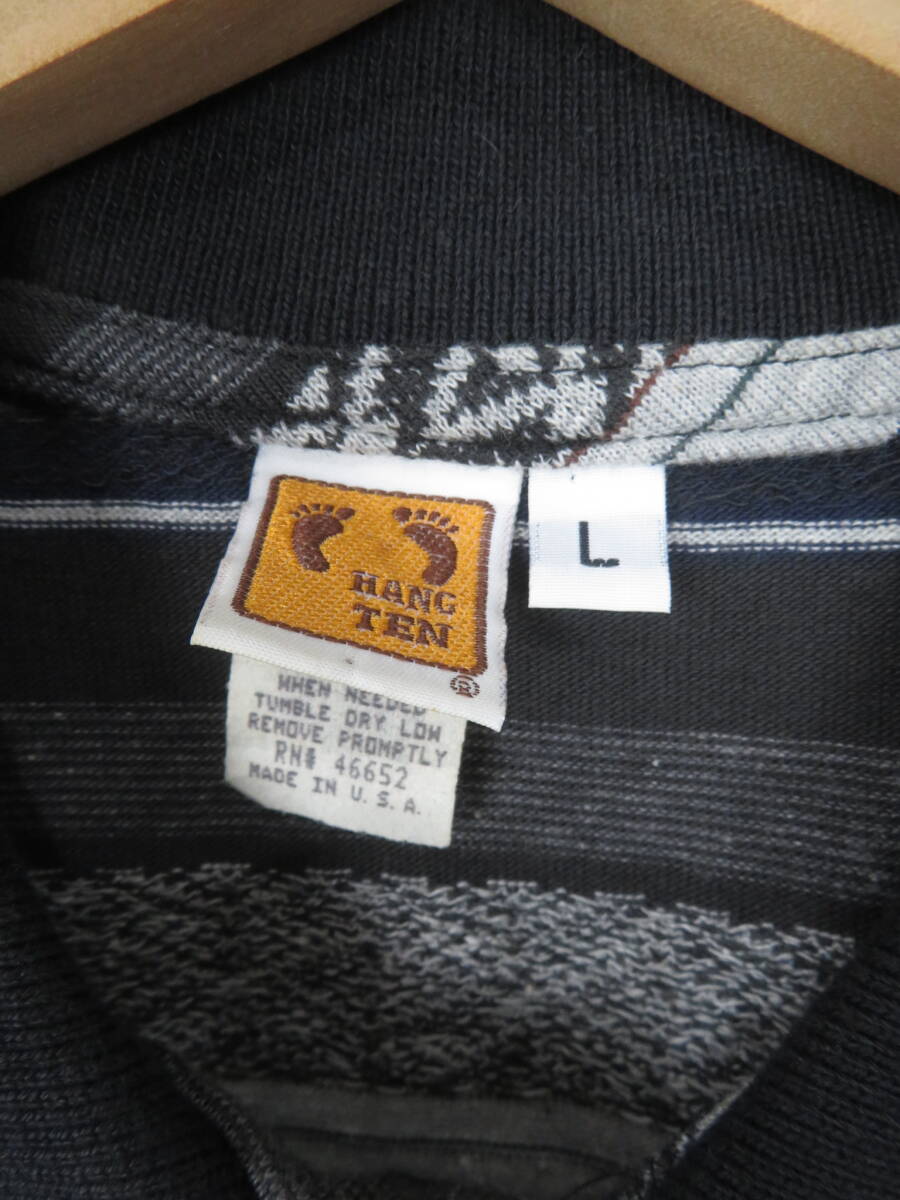 HANG
TEN
®
L
WHEN NEEDED
TUMBLE DRY LOW
REMOVE PROMPTLY
RN# 46652
MADE IN U.S.A.